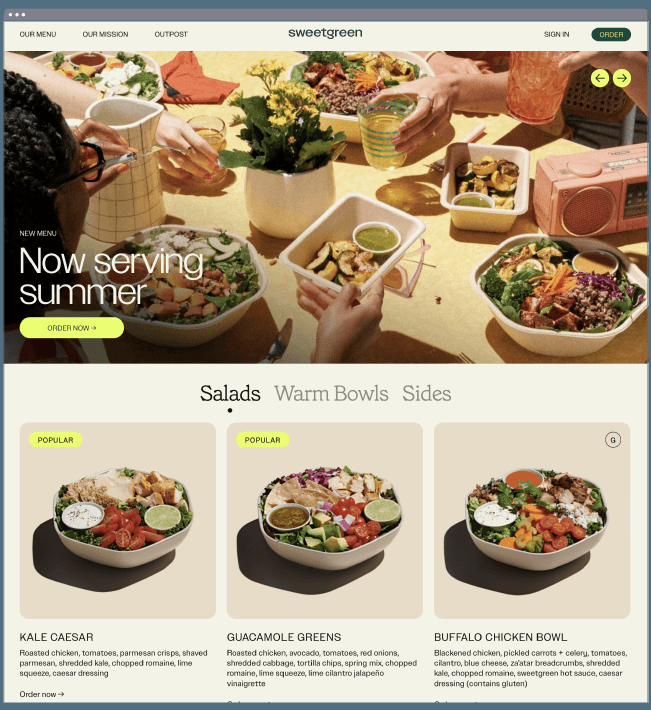 OUR MENU OUR MISSION OUTPOST sweetgreen SIGN IN ORDER
NEW MENU
Now serving
summer
ORDER NOW →
Salads Warm Bowls Sides
POPULAR POPULAR G
KALE CAESAR
Roasted chicken, tomatoes, parmesan crisps, shaved
parmesan, shredded kale, chopped romaine, lime
squeeze, caesar dressing
Order now →
GUACAMOLE GREENS
Roasted chicken, avocado, tomatoes, red onions,
shredded cabbage, tortilla chips, spring mix, chopped
romaine, lime squeeze, lime cilantro jalapeño
vinaigrette
BUFFALO CHICKEN BOWL
Blackened chicken, pickled carrots + celery, tomatoes,
cilantro, blue cheese, za'atar breadcrumbs, shredded
kale, chopped romaine, sweetgreen hot sauce, caesar
dressing (contains gluten)